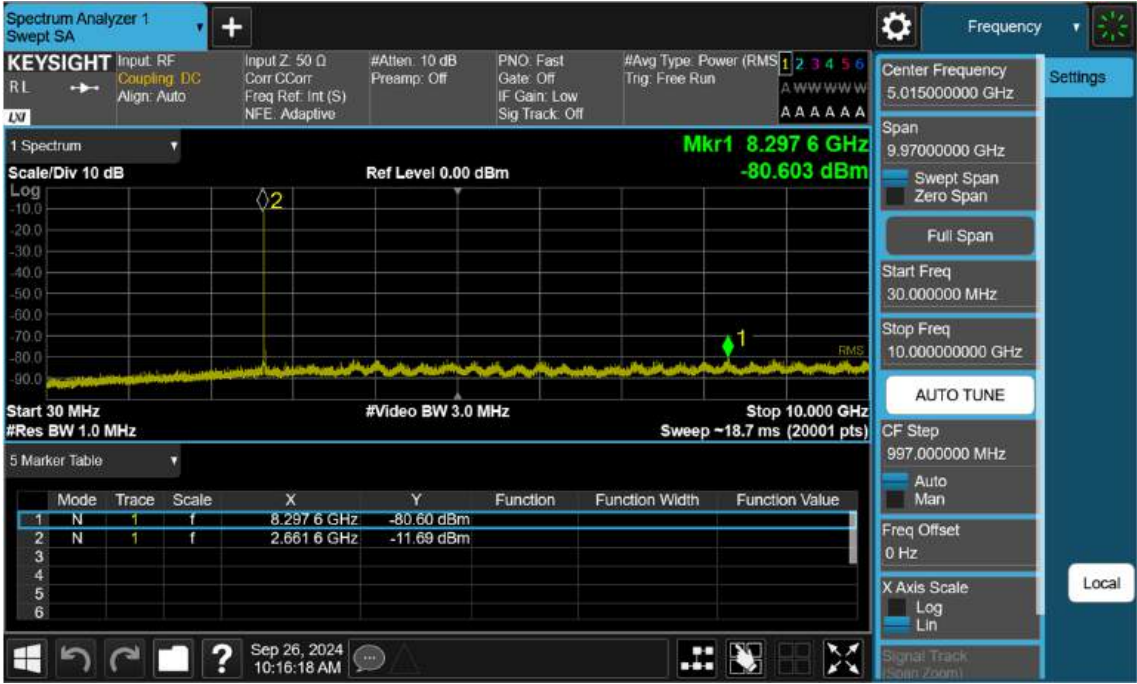 Spectrum Analyzer 1
Swept SA
+
Frequency
KEYSIGHT
RL
LXI
Input: RF
Coupling: DC
Align: Auto
Input Z: 50 Ω
Corr CCorr
Freq Ref: Int (S)
NFE: Adaptive
#Atten: 10 dB
Preamp: Off
PNO: Fast
Gate: Off
IF Gain: Low
Sig Track: Off
#Avg Type: Power (RMS
Trig: Free Run
1 2 3 4 5 6
A W W W W W
A A A A A A
Center Frequency
5.015000000 GHz
Settings
1 Spectrum
Mkr1 8.297 6 GHz
Scale/Div 10 dB
Ref Level 0.00 dBm
-80.603 dBm
Log
-10.0
-20.0
-30.0
-40.0
-50.0
-60.0
-70.0
-80.0
-90.0
2
1
RMS
Start 30 MHz
#Video BW 3.0 MHz
Stop 10.000 GHz
#Res BW 1.0 MHz
Sweep ~18.7 ms (20001 pts)
5 Marker Table
Mode Trace Scale X Y Function Function Width Function Value
1 N 1 f 8.297 6 GHz -80.60 dBm
2 N 1 f 2.661 6 GHz -11.69 dBm
3
4
5
6
Span
9.97000000 GHz
Swept Span
Zero Span
Full Span
Start Freq
30.000000 MHz
Stop Freq
10.000000000 GHz
AUTO TUNE
CF Step
997.000000 MHz
Auto
Man
Freq Offset
0 Hz
X Axis Scale
Log
Lin
Signal Track
(Span Zoom)
Local
?
Sep 26, 2024
10:16:18 AM